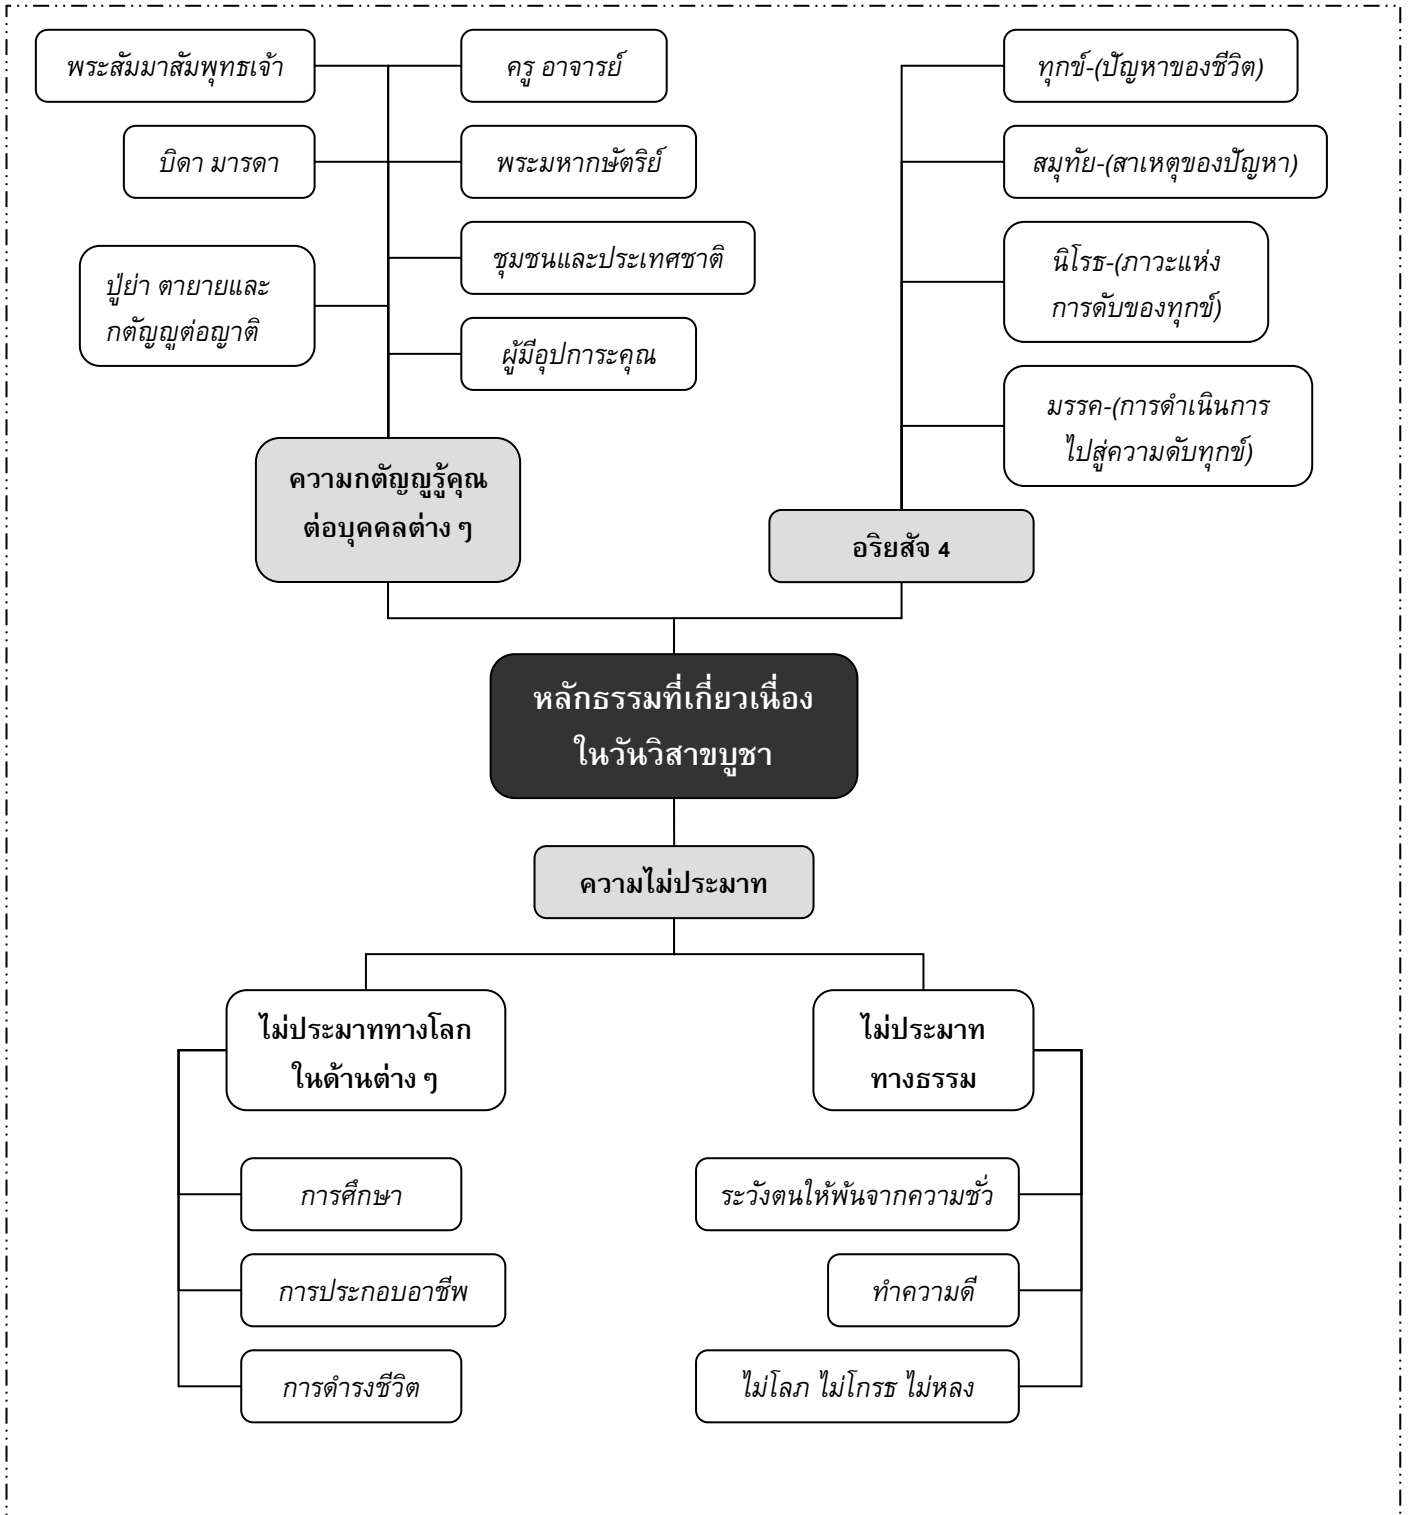 พระสัมมาสัมพุทธเจ้า
บิดา มารดา
ปู่ย่า ตายายและ
กตัญญูต่อญาติ
ครู อาจารย์
พระมหากษัตริย์
ชุมชนและประเทศชาติ
ผู้มีอุปการะคุณ
ความกตัญญูรู้คุณ
ต่อบุคคลต่าง ๆ
ทุกข์-(ปัญหาของชีวิต)
สมุทัย-(สาเหตุของปัญหา)
นิโรธ-(ภาวะแห่ง
การดับของทุกข์)
มรรค-(การดำเนินการ
ไปสู่ความดับทุกข์)
อริยสัจ 4
หลักธรรมที่เกี่ยวเนื่อง
ในวันวิสาขบูชา
ความไม่ประมาท
ไม่ประมาททางโลก
ในด้านต่าง ๆ
การศึกษา
การประกอบอาชีพ
การดำรงชีวิต
ไม่ประมาท
ทางธรรม
ระวังตนให้พ้นจากความชั่ว
ทำความดี
ไม่โลภ ไม่โกรธ ไม่หลง